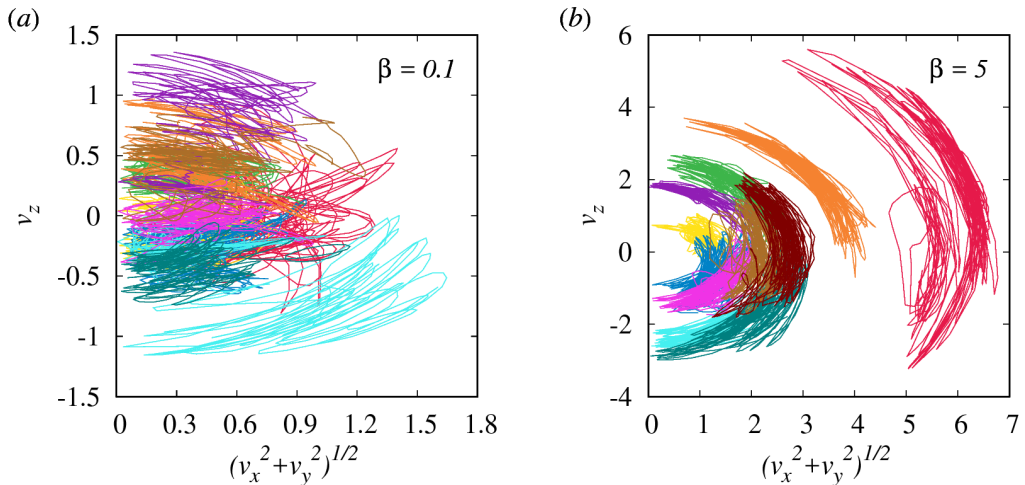 (a)
β = 0.1
1.5
1
0.5
0
-0.5
-1
-1.5
v_z
0 0.3 0.6 0.9 1.2 1.5 1.8
(v_x^2+v_y^2)^{1/2}
(b)
β = 5
6
4
2
0
-2
-4
v_z
0 1 2 3 4 5 6 7
(v_x^2+v_y^2)^{1/2}